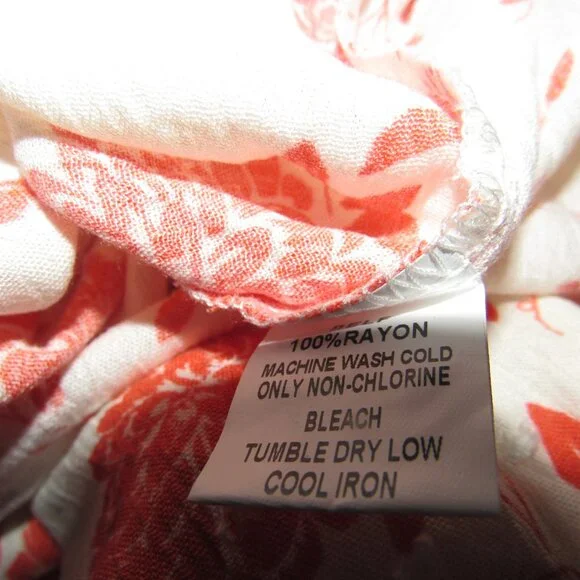 100%RAYON
MACHINE WASH COLD
ONLY NON-CHLORINE
BLEACH
TUMBLE DRY LOW
COOL IRON